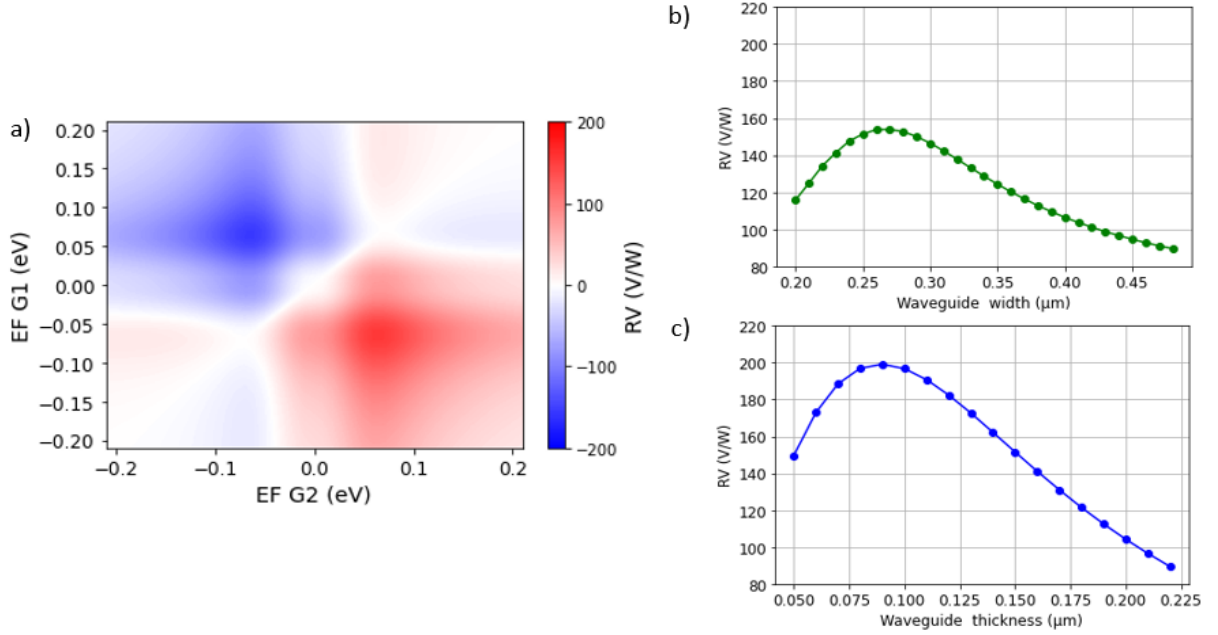 a)
0.20
0.15
0.10
0.05
0.00
−0.05
−0.10
−0.15
−0.20
EF G1 (eV)
−0.2 −0.1 0.0 0.1 0.2
EF G2 (eV)
200
100
0
−100
−200
RV (V/W)
b)
220
200
180
160
140
120
100
80
RV (V/W)
0.20 0.25 0.30 0.35 0.40 0.45
Waveguide width (μm)
c)
220
200
180
160
140
120
100
80
RV (V/W)
0.050 0.075 0.100 0.125 0.150 0.175 0.200 0.225
Waveguide thickness (μm)